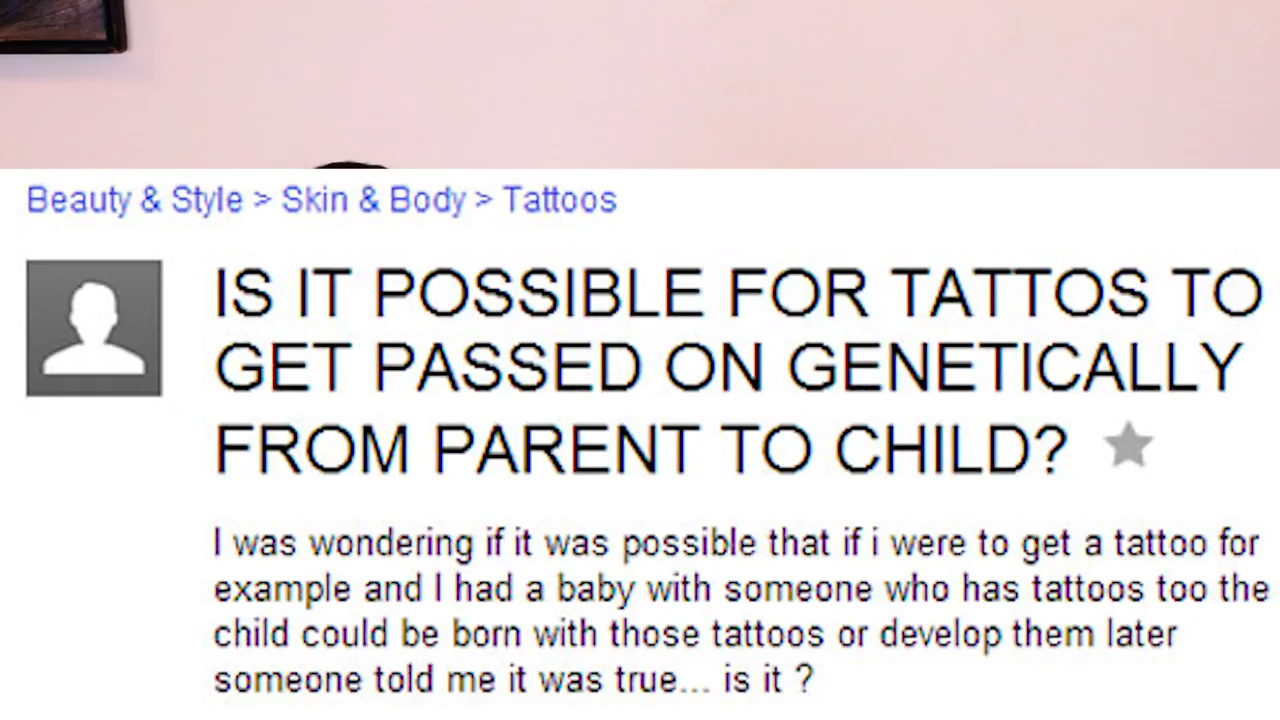 Beauty & Style > Skin & Body > Tattoos
IS IT POSSIBLE FOR TATTOS TO
GET PASSED ON GENETICALLY
FROM PARENT TO CHILD?
I was wondering if it was possible that if i were to get a tattoo for
example and I had a baby with someone who has tattoos too the
child could be born with those tattoos or develop them later
someone told me it was true... is it ?